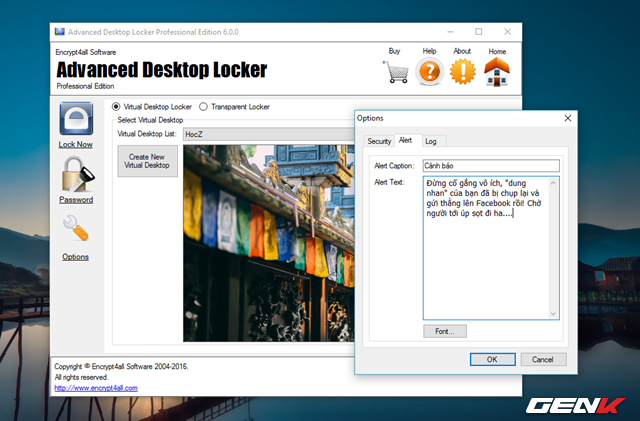 Advanced Desktop Locker Professional Edition 6.0.0
Encrypt4all Software
Advanced Desktop Locker
Professional Edition
Buy
Help
About
Home
Lock Now
Password
Options
Virtual Desktop Locker
Transparent Locker
Select Virtual Desktop
Virtual Desktop List:
HocZ
Create New
Virtual Desktop
Options
Security
Alert
Log
Alert Caption:
Cảnh báo
Alert Text:
Đừng cố gắng vô ích, "dung
nhan" của bạn đã bị chụp lại và
gửi thẳng lên Facebook rồi! Chờ
người tới úp sọt đi ha....
Font...
OK
Cancel
Copyright ® Encrypt4all Software 2004-2016.
All rights reserved.
http://www.encrypt4all.com
GENK